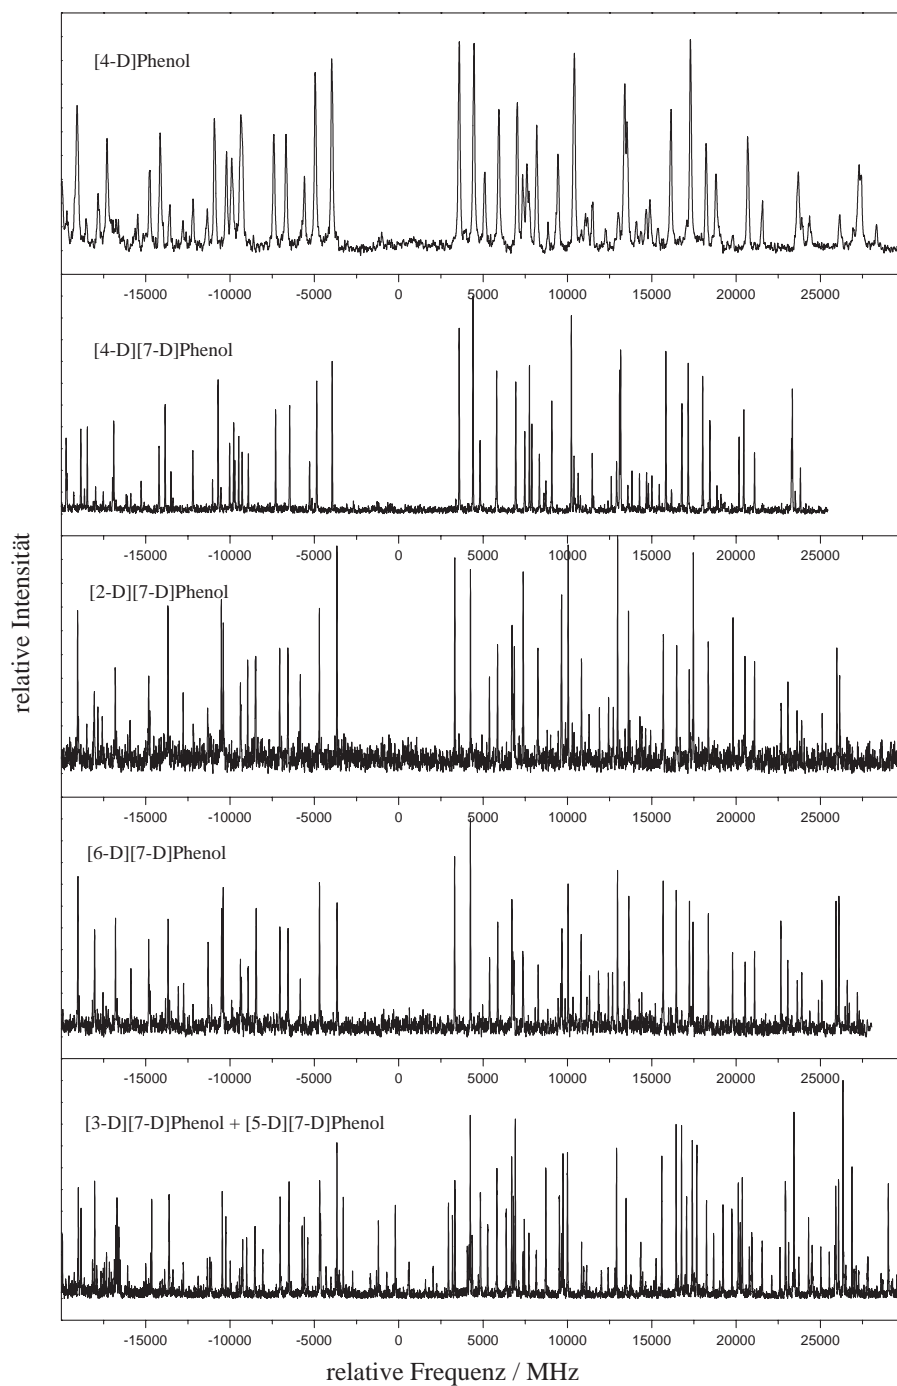 [4-D]Phenol
-15000 -10000 -5000 0 5000 10000 15000 20000 25000
[4-D][7-D]Phenol
-15000 -10000 -5000 0 5000 10000 15000 20000 25000
[2-D][7-D]Phenol
-15000 -10000 -5000 0 5000 10000 15000 20000 25000
[6-D][7-D]Phenol
-15000 -10000 -5000 0 5000 10000 15000 20000 25000
[3-D][7-D]Phenol + [5-D][7-D]Phenol
-15000 -10000 -5000 0 5000 10000 15000 20000 25000
relative Intensität
relative Frequenz / MHz